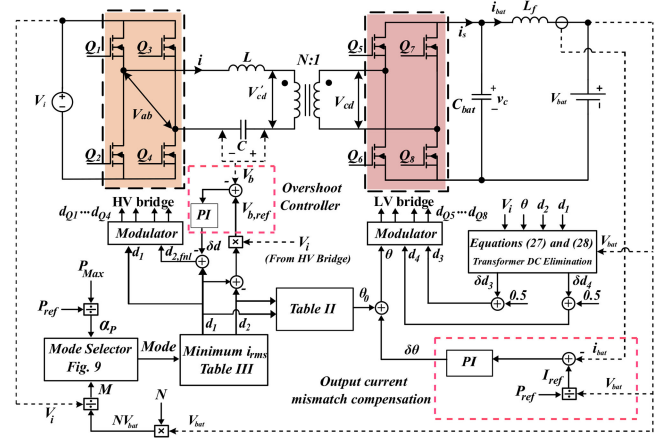 Q1
Q3
Q2
Q4
Vi
+
−
Vab
i
L
N:1
V'cd
Vcd
C
− +
Vb
Q5
Q7
Q6
Q8
is
ibat
Lf
Cbat
+
vc
−
Vbat
+
−
HV bridge
dQ1...dQ4
Modulator
d1
d2,fnl
δd
PI
-
Vb,ref
Overshoot
Controller
Vi
(From HV Bridge)
LV bridge
dQ5...dQ8
Modulator
θ
d4
d3
Vi θ d2 d1
Equations (27) and (28)
Transformer DC Elimination
Vbat
δd3
δd4
0.5
0.5
PMax
Pref
αP
Mode Selector
Fig. 9
Mode
Minimum irms
Table III
d1
d2
-
Table II
θ0
δθ
PI
-
ibat
Iref
Pref
Vbat
Output current
mismatch compensation
M
Vi
NVbat
N
Vbat